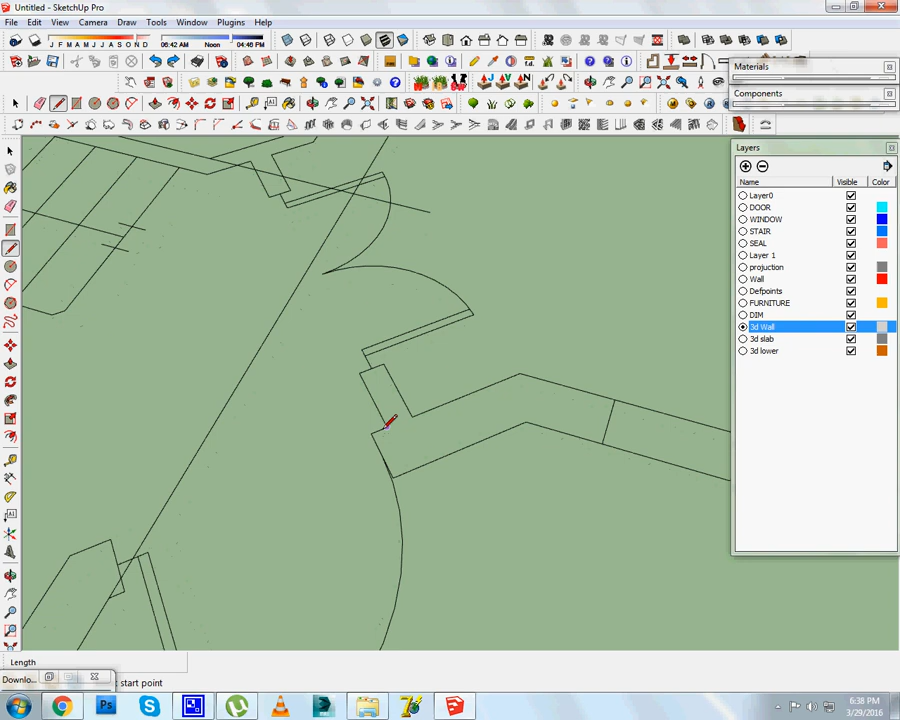 Untitled - SketchUp Pro
File Edit View Camera Draw Tools Window Plugins Help
J F M A M J J A S O N D 06:42 AM Noon 04:46 PM
Materials
Components
Layers
Name Visible Color
Layer0
DOOR
WINDOW
STAIR
SEAL
Layer 1
projuction
Wall
Defpoints
FURNITURE
DIM
3d Wall
3d slab
3d lower
Length
Downlo...
start point
6:38 PM
3/29/2016